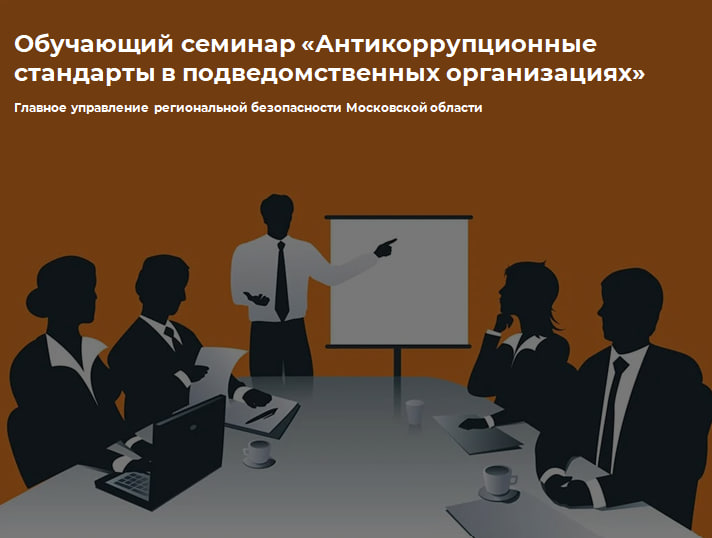 Обучающий семинар «Антикоррупционные
стандарты в подведомственных организациях»
Главное управление региональной безопасности Московской области